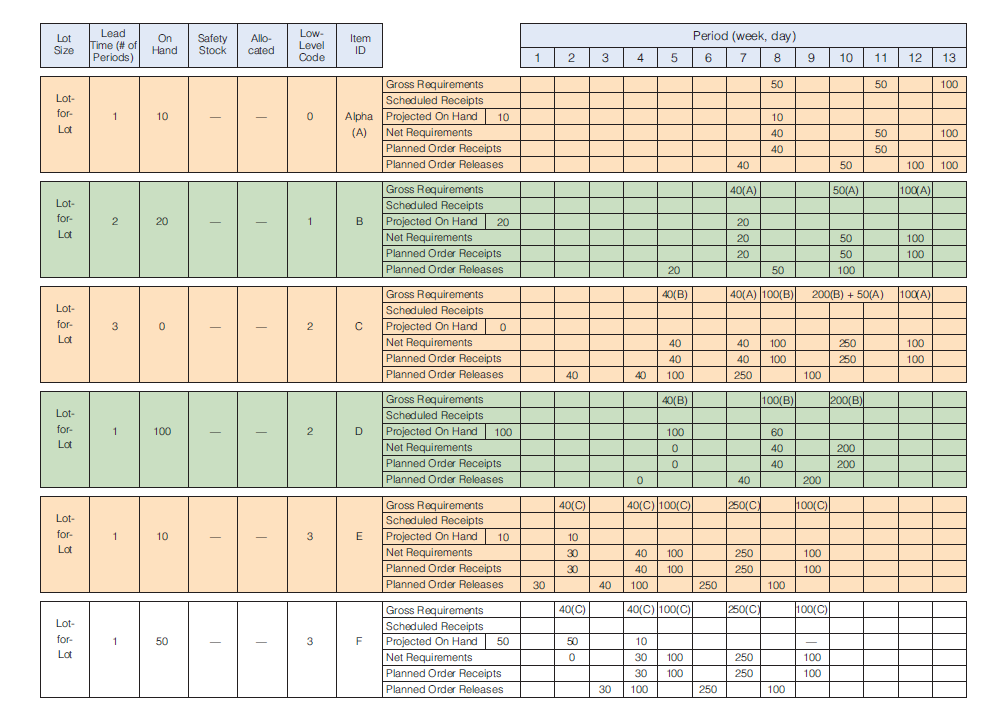 Lot Size Lead Time (# of Periods) On Hand Safety Stock Allo- cated Low- Level Code Item ID Period (week, day)
1 2 3 4 5 6 7 8 9 10 11 12 13
Lot- for- Lot 1 10 — — 0 Alpha (A)
Gross Requirements 50 50 100
Scheduled Receipts
Projected On Hand 10 10
Net Requirements 40 50 100
Planned Order Receipts 40 50
Planned Order Releases 40 50 100 100
Lot- for- Lot 2 20 — — 1 B
Gross Requirements 40(A) 50(A) 100(A)
Scheduled Receipts
Projected On Hand 20 20
Net Requirements 20 50 100
Planned Order Receipts 20 50 100
Planned Order Releases 20 50 100
Lot- for- Lot 3 0 — — 2 C
Gross Requirements 40(B) 40(A) 100(B) 200(B) + 50(A) 100(A)
Scheduled Receipts
Projected On Hand 0
Net Requirements 40 40 100 250 100
Planned Order Receipts 40 40 100 250 100
Planned Order Releases 40 40 100 250 100
Lot- for- Lot 1 100 — — 2 D
Gross Requirements 40(B) 100(B) 200(B)
Scheduled Receipts
Projected On Hand 100 100 60
Net Requirements 0 40 200
Planned Order Receipts 0 40 200
Planned Order Releases 0 40 200
Lot- for- Lot 1 10 — — 3 E
Gross Requirements 40(C) 40(C) 100(C) 250(C) 100(C)
Scheduled Receipts
Projected On Hand 10 10
Net Requirements 30 40 100 250 100
Planned Order Receipts 30 40 100 250 100
Planned Order Releases 30 40 100 250 100
Lot- for- Lot 1 50 — — 3 F
Gross Requirements 40(C) 40(C) 100(C) 250(C) 100(C)
Scheduled Receipts
Projected On Hand 50 50 10 —
Net Requirements 0 30 100 250 100
Planned Order Receipts 30 100 250 100
Planned Order Releases 30 100 250 100